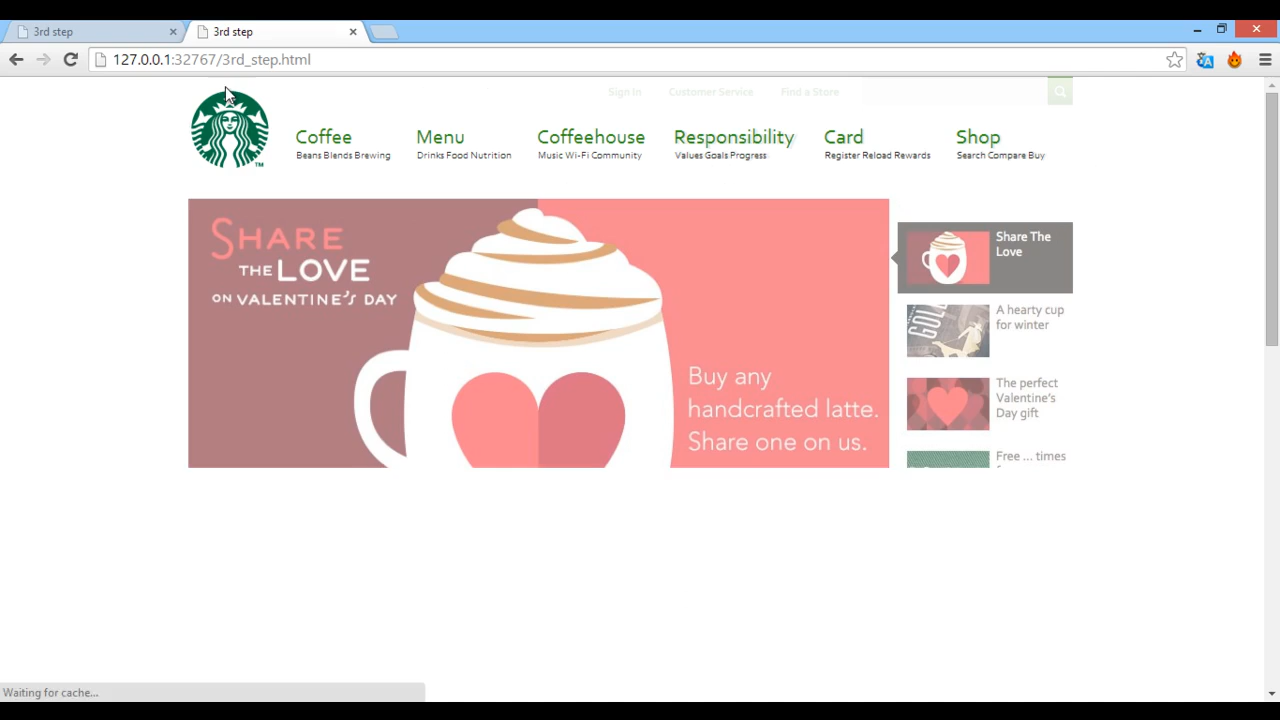 3rd step
3rd step
127.0.0.1:32767/3rd_step.html
Sign In
Customer Service
Find a Store
Coffee
Beans Blends Brewing
Menu
Drinks Food Nutrition
Coffeehouse
Music Wi-Fi Community
Responsibility
Values Goals Progress
Card
Register Reload Rewards
Shop
Search Compare Buy
TM
SHARE
THE LOVE
ON VALENTINE'S DAY
Buy any
handcrafted latte.
Share one on us.
Share The
Love
GOL
A hearty cup
for winter
The perfect
Valentine's
Day gift
Free ... times
Waiting for cache...